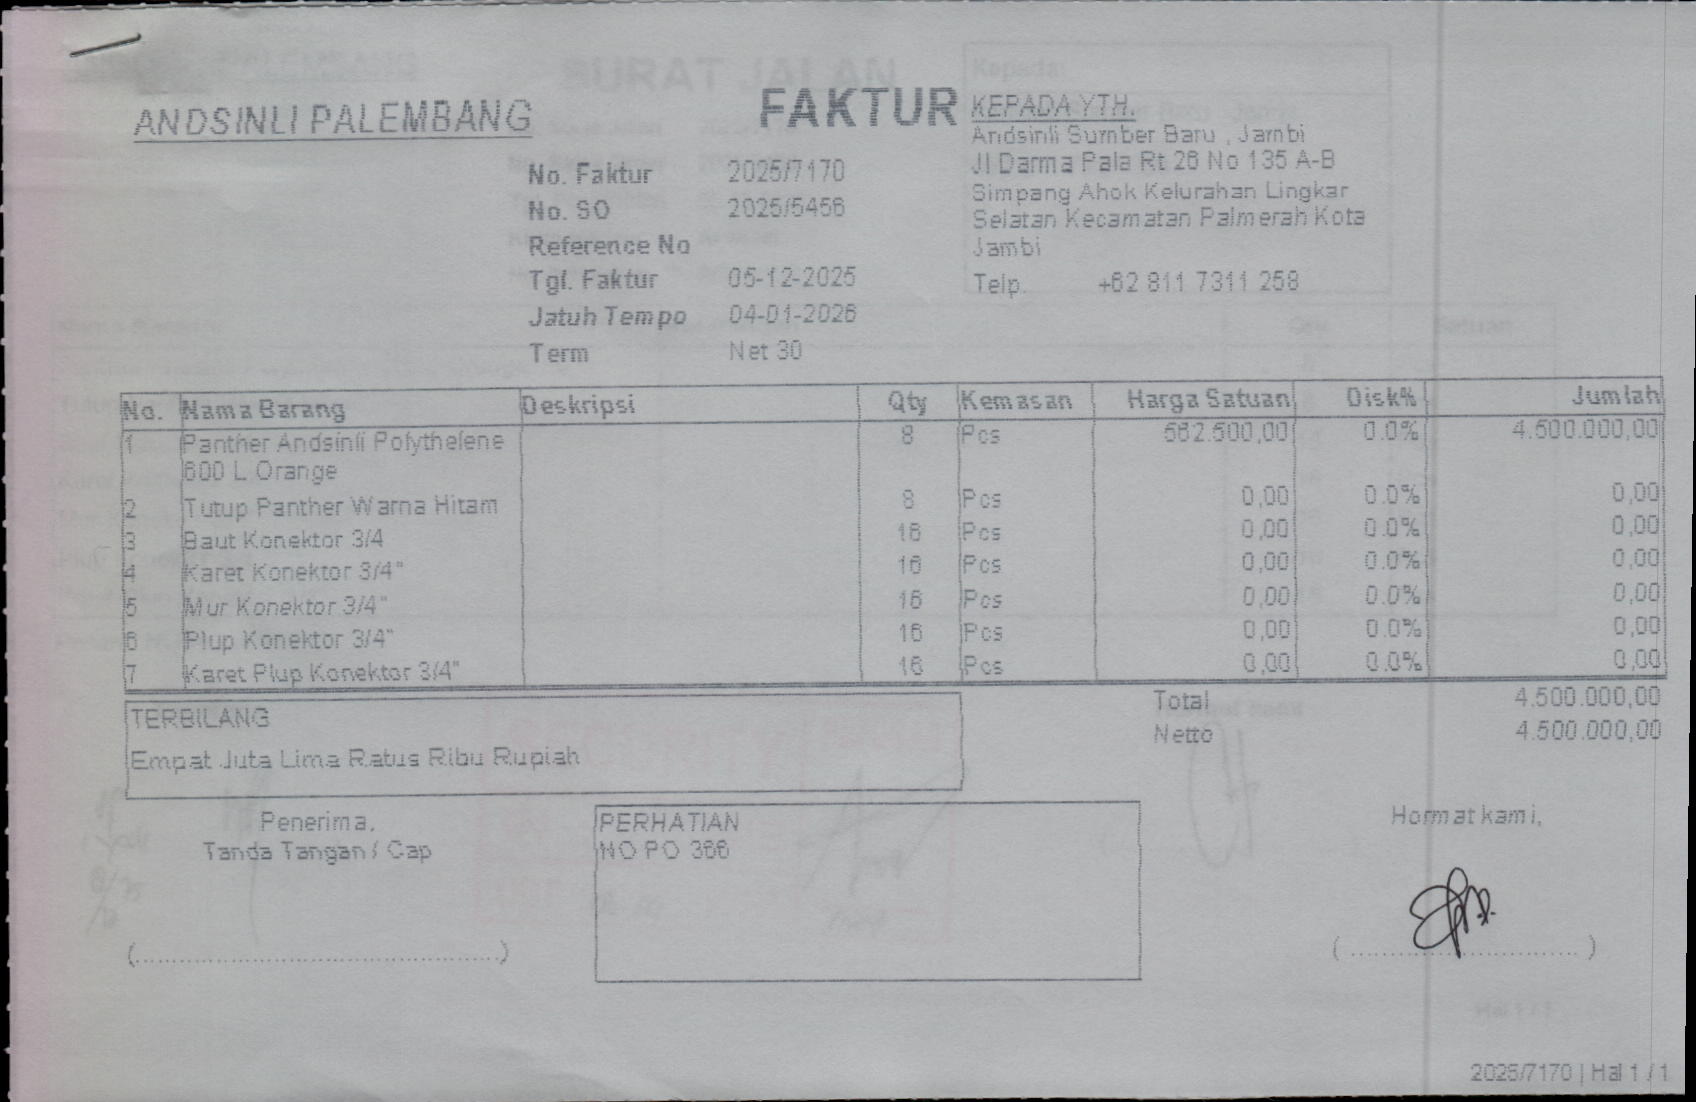 ANDSINLI PALEMBANG
FAKTUR
KEPADA YTH.
Andsinli Sumber Baru , Jambi
Jl Darma Pala Rt 26 No 135 A-B
Simpang Ahok Kelurahan Lingkar
Selatan Kecamatan Palmerah Kota
Jambi
Telp. +62 811 7311 258
No. Faktur 2025/7170
No. SO 2025/5456
Reference No
Tgl. Faktur 05-12-2025
Jatuh Tempo 04-01-2026
Term Net 30
No. Nama Barang Deskripsi Qty Kemasan Harga Satuan Disk% Jumlah
1 Panther Andsinli Polythelene 8 Pcs 562.500,00 0.0% 4.500.000,00
600 L Orange
2 Tutup Panther Warna Hitam 8 Pcs 0,00 0.0% 0,00
3 Baut Konektor 3/4 16 Pcs 0,00 0.0% 0,00
4 Karet Konektor 3/4" 16 Pcs 0,00 0.0% 0,00
5 Mur Konektor 3/4" 16 Pcs 0,00 0.0% 0,00
6 Plup Konektor 3/4" 16 Pcs 0,00 0.0% 0,00
7 Karet Plup Konektor 3/4" 16 Pcs 0,00 0.0% 0,00
Total 4.500.000,00
Netto 4.500.000,00
TERBILANG
Empat Juta Lima Ratus Ribu Rupiah
Penerima,
Tanda Tangan / Cap
(..................................................)
PERHATIAN
NO PO 366
Hormat kami,
( ................................ )
2025/7170 | Hal 1 / 1